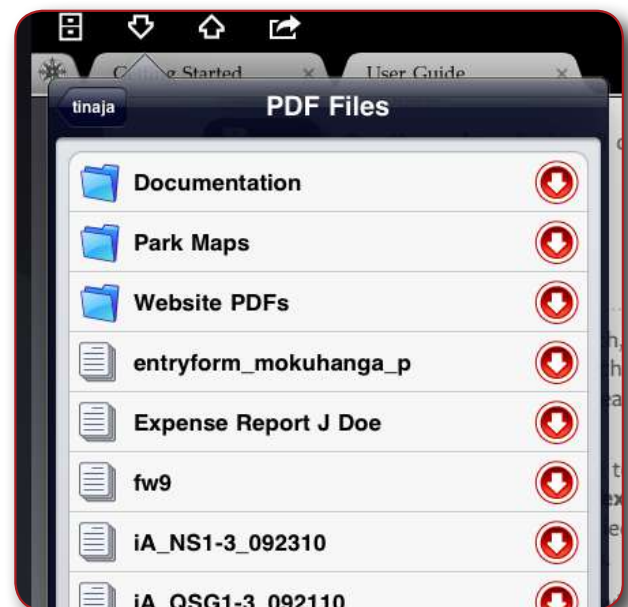 Getting Started
User Guide
tinaja
PDF Files
Documentation
Park Maps
Website PDFs
entryform_mokuhanga_p
Expense Report J Doe
fw9
iA_NS1-3_092310
iA_QSG1-3_092110